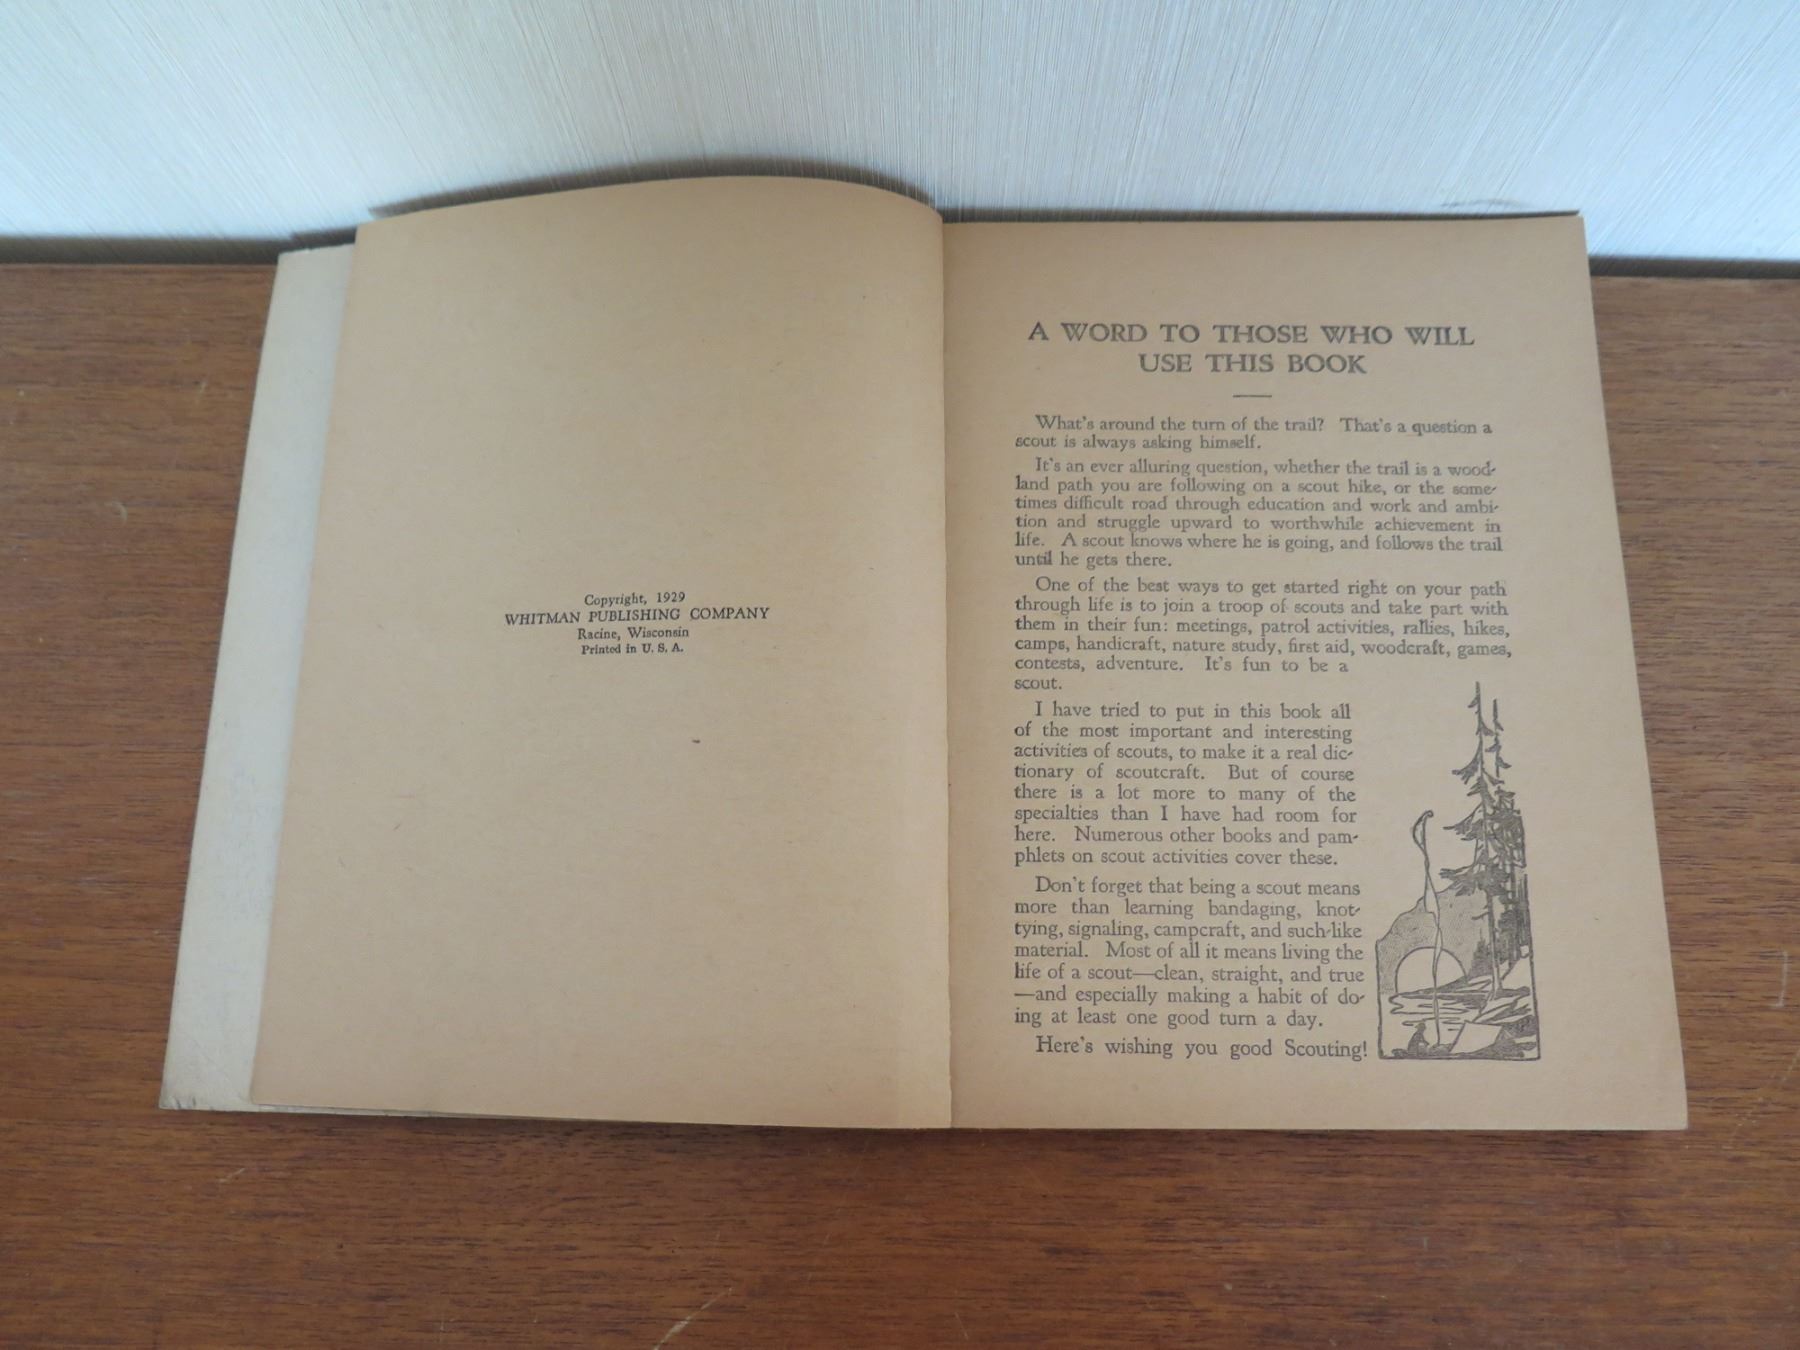 Copyright, 1929
WHITMAN PUBLISHING COMPANY
Racine, Wisconsin
Printed in U. S. A.
A WORD TO THOSE WHO WILL
USE THIS BOOK
What's around the turn of the trail? That's a question a
scout is always asking himself.
It's an ever alluring question, whether the trail is a wood-
land path you are following on a scout hike, or the some-
times difficult road through education and work and ambi-
tion and struggle upward to worthwhile achievement in
life. A scout knows where he is going, and follows the trail
until he gets there.
One of the best ways to get started right on your path
through life is to join a troop of scouts and take part with
them in their fun: meetings, patrol activities, rallies, hikes,
camps, handicraft, nature study, first aid, woodcraft, games,
contests, adventure. It's fun to be a
scout.
I have tried to put in this book all
of the most important and interesting
activities of scouts, to make it a real dic-
tionary of scoutcraft. But of course
there is a lot more to many of the
specialties than I have had room for
here. Numerous other books and pam-
phlets on scout activities cover these.
Don't forget that being a scout means
more than learning bandaging, knot-
tying, signaling, campcraft, and such-like
material. Most of all it means living the
life of a scout—clean, straight, and true
—and especially making a habit of do-
ing at least one good turn a day.
Here's wishing you good Scouting!